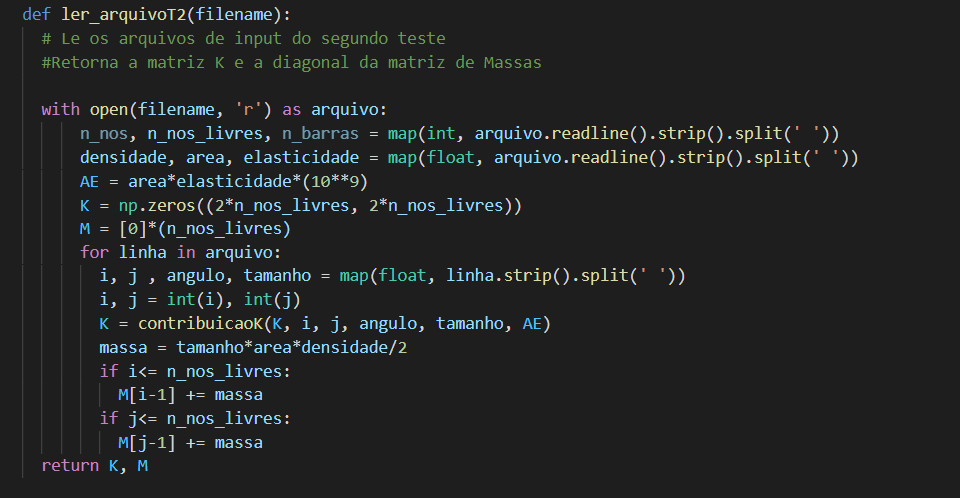 def ler_arquivoT2(filename):
# Le os arquivos de input do segundo teste
#Retorna a matriz K e a diagonal da matriz de Massas
with open(filename, 'r') as arquivo:
n_nos, n_nos_livres, n_barras = map(int, arquivo.readline().strip().split(' '))
densidade, area, elasticidade = map(float, arquivo.readline().strip().split(' '))
AE = area*elasticidade*(10**9)
K = np.zeros((2*n_nos_livres, 2*n_nos_livres))
M = [0]*(n_nos_livres)
for linha in arquivo:
i, j , angulo, tamanho = map(float, linha.strip().split(' '))
i, j = int(i), int(j)
K = contribuicaoK(K, i, j, angulo, tamanho, AE)
massa = tamanho*area*densidade/2
if i<= n_nos_livres:
M[i-1] += massa
if j<= n_nos_livres:
M[j-1] += massa
return K, M